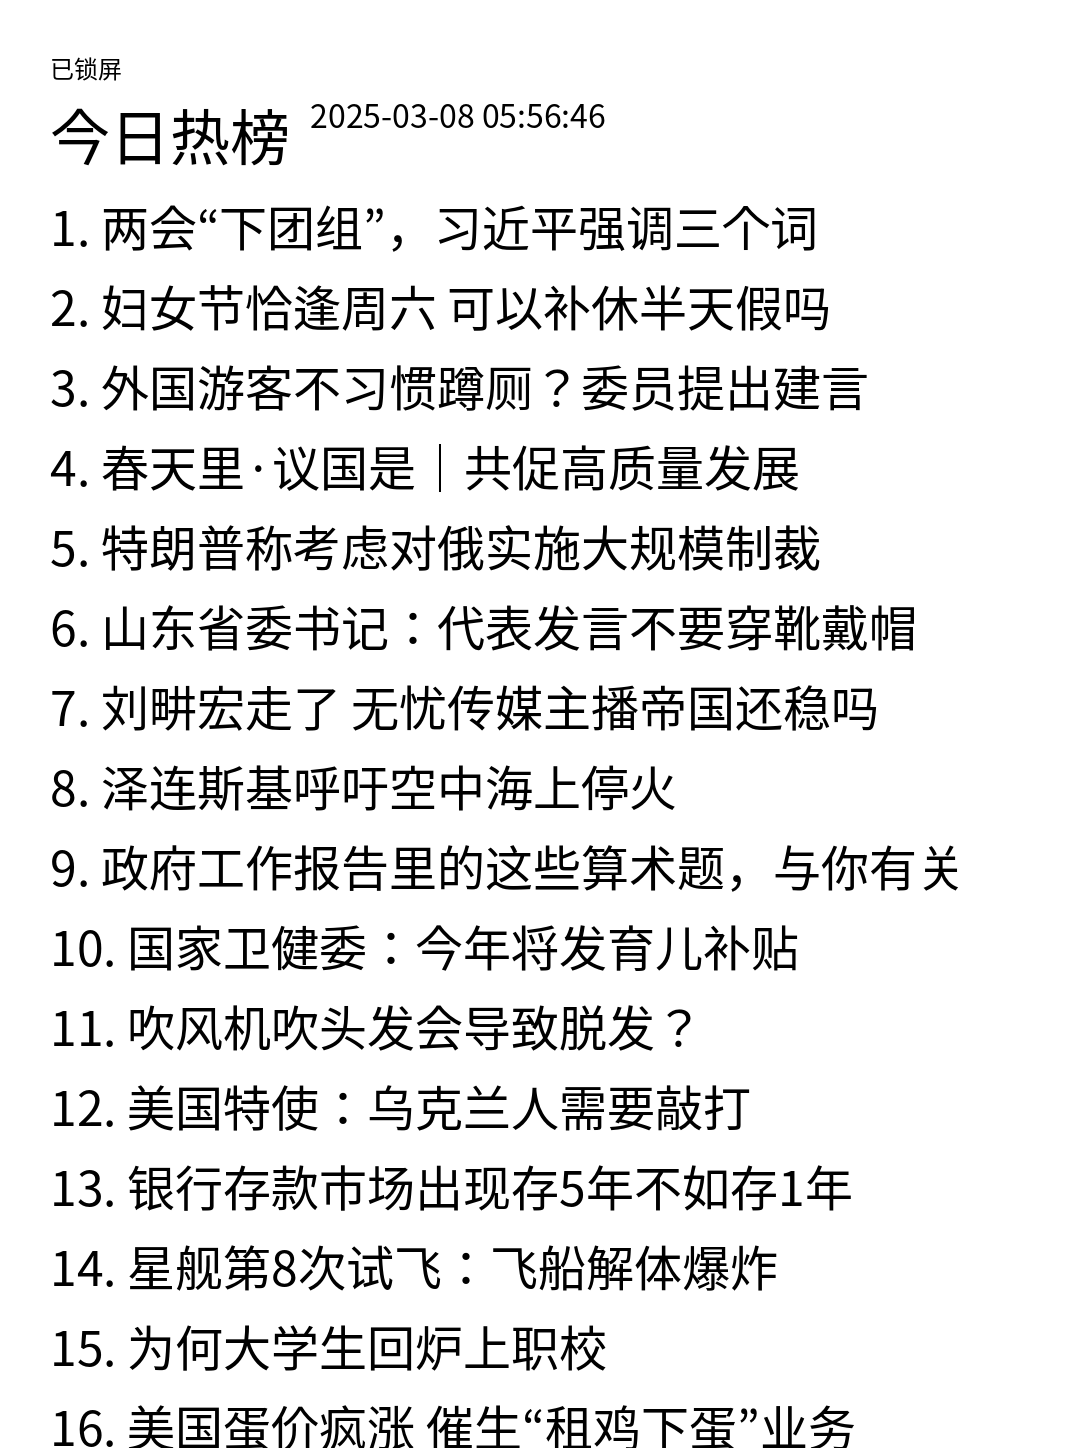 已锁屏
今日热榜 2025-03-08 05:56:46
1. 两会“下团组”，习近平强调三个词
2. 妇女节恰逢周六 可以补休半天假吗
3. 外国游客不习惯蹲厕？委员提出建言
4. 春天里·议国是｜共促高质量发展
5. 特朗普称考虑对俄实施大规模制裁
6. 山东省委书记：代表发言不要穿靴戴帽
7. 刘畊宏走了 无忧传媒主播帝国还稳吗
8. 泽连斯基呼吁空中海上停火
9. 政府工作报告里的这些算术题，与你有关
10. 国家卫健委：今年将发育儿补贴
11. 吹风机吹头发会导致脱发？
12. 美国特使：乌克兰人需要敲打
13. 银行存款市场出现存5年不如存1年
14. 星舰第8次试飞：飞船解体爆炸
15. 为何大学生回炉上职校
16. 美国蛋价疯涨 催生“租鸡下蛋”业务